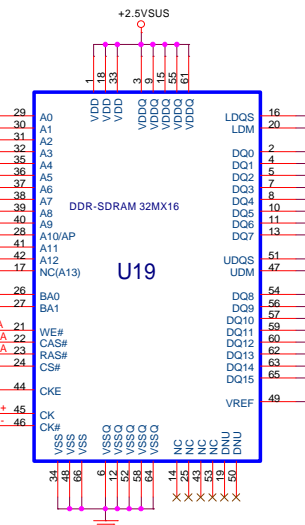 +2.5VSUS
1 18 33 3 9 15 55 61
VDD VDD VDD VDDQ VDDQ VDDQ VDDQ VDDQ
29 A0 LDQS 16
30 A1 LDM 20
31 A2
32 A3 DQ0 2
35 A4 DQ1 4
36 A5 DQ2 5
37 A6 DQ3 7
38 A7 DQ4 8
39 A8 DQ5 10
40 A9 DQ6 11
28 A10/AP DQ7 13
41 A11
42 A12 UDQS 51
17 NC(A13) UDM 47
DDR-SDRAM 32MX16
U19
26 BA0 DQ8 54
27 BA1 DQ9 56
DQ10 57
A 21 WE# DQ11 59
A 22 CAS# DQ12 60
A 23 RAS# DQ13 62
24 CS# DQ14 63
DQ15 65
44 CKE
VREF 49
+ 45 CK
- 46 CK#
VSS VSS VSS VSSQ VSSQ VSSQ VSSQ VSSQ NC NC NC NC DNU DNU
34 48 66 6 12 52 58 64 14 25 43 53 19 50